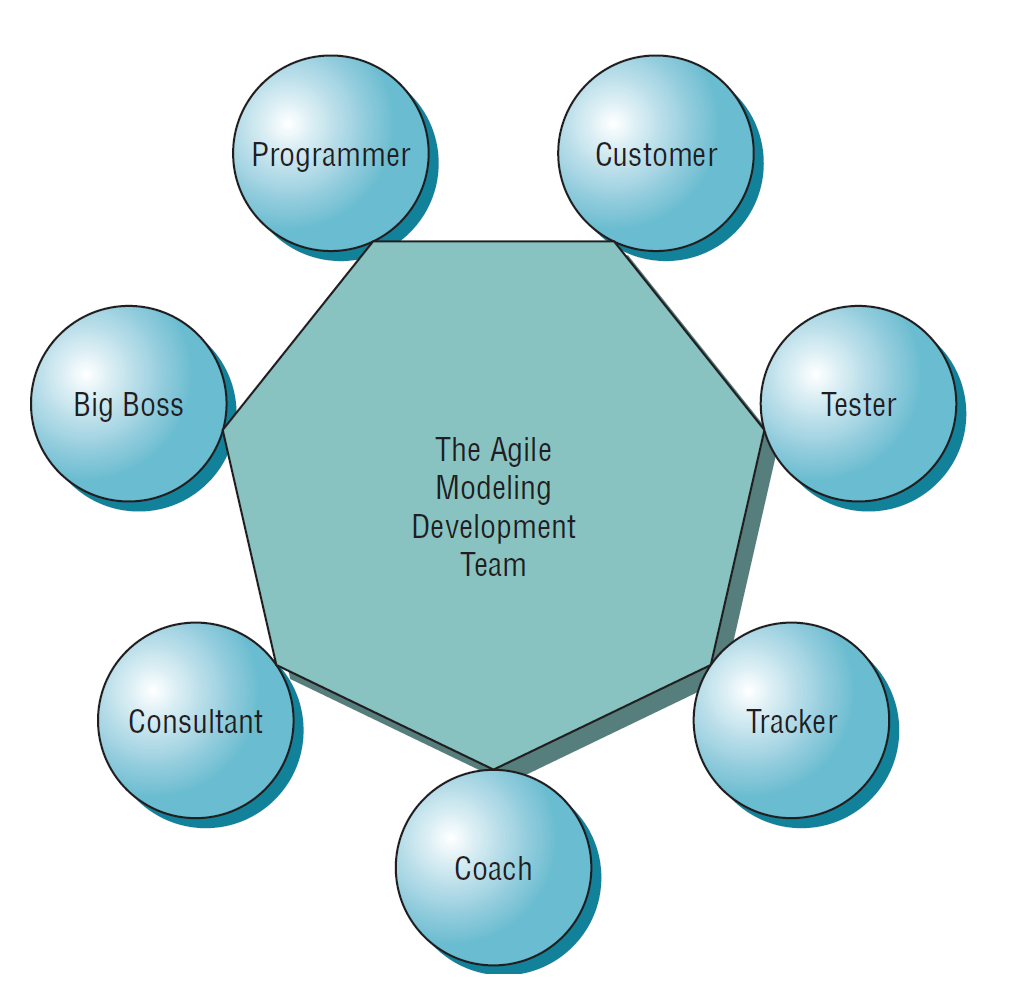 Programmer
Customer
Big Boss
Tester
The Agile
Modeling
Development
Team
Consultant
Tracker
Coach